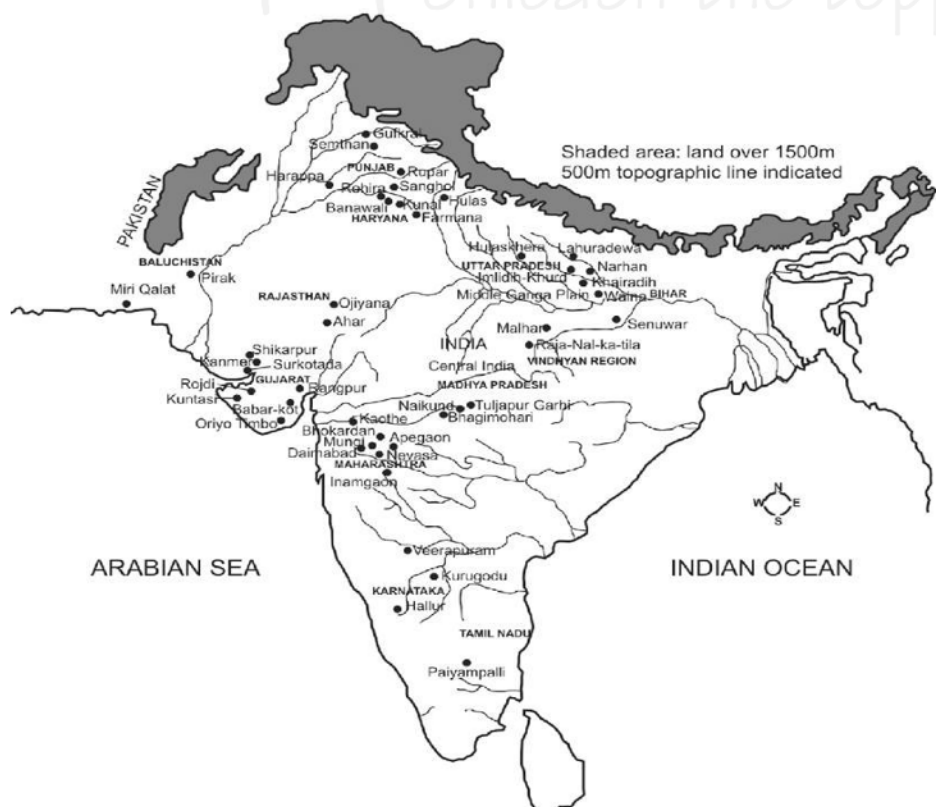 Shaded area: land over 1500m
500m topographic line indicated
Gufkral
Semthan
PUNJAB
Rupar
Harappa
Rohira
Sanghol
Banawali
Kunal
Hulas
HARYANA
Farmana
PAKISTAN
BALUCHISTAN
Pirak
Miri Qalat
Hulaskhera
Lahuradewa
UTTAR PRADESH
Narhan
Imlidih-Khurd
Khairadih
Middle Ganga Plain
Waina
BIHAR
RAJASTHAN
Ojiyana
Ahar
Malhar
Senuwar
INDIA
Raja-Nal-ka-tila
VINDHYAN REGION
Shikarpur
Kanmer
Surkotada
Central India
Rojdi
GUJARAT
Rangpur
MADHYA PRADESH
Kuntasi
Babar-kot
Oriyo Timbo
Kaothe
Naikund
Tuljapur Garhi
Bhagimohari
Bhokardan
Mungi
Apegaon
Daimabad
Nevasa
MAHARASHTRA
Inamgaon
N
W
E
S
Veerapuram
ARABIAN SEA
INDIAN OCEAN
Kurugodu
KARNATAKA
Hallur
TAMIL NADU
Paiyampalli